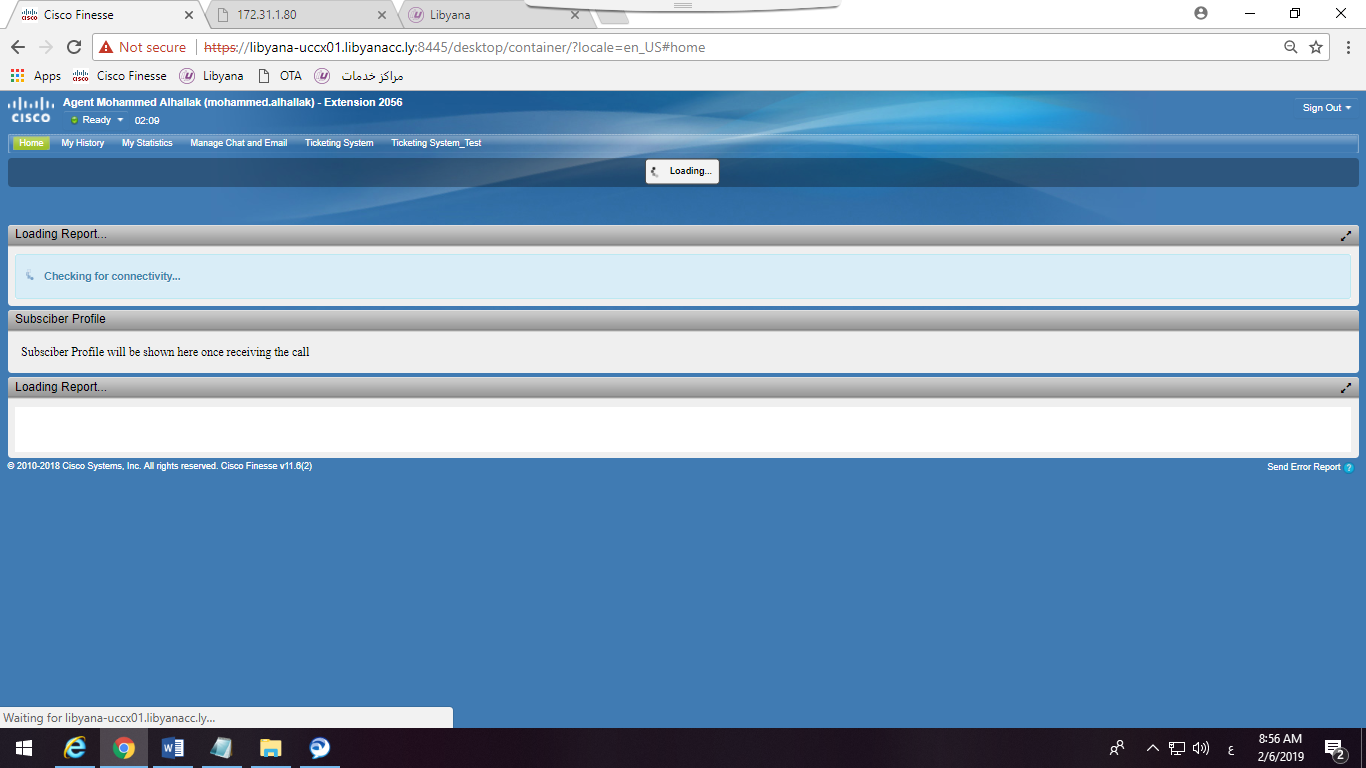 Cisco Finesse
172.31.1.80
Libyana
Not secure https://libyana-uccx01.libyanacc.ly:8445/desktop/container/?locale=en_US#home
Apps Cisco Finesse Libyana OTA مراكز خدمات
CISCO
Agent Mohammed Alhallak (mohammed.alhallak) - Extension 2056
Ready 02:09
Sign Out
Home My History My Statistics Manage Chat and Email Ticketing System Ticketing System_Test
Loading...
Loading Report...
Checking for connectivity...
Subsciber Profile
Subsciber Profile will be shown here once receiving the call
Loading Report...
© 2010-2018 Cisco Systems, Inc. All rights reserved. Cisco Finesse v11.6(2)
Send Error Report ?
Waiting for libyana-uccx01.libyanacc.ly...
ع
8:56 AM
2/6/2019
2